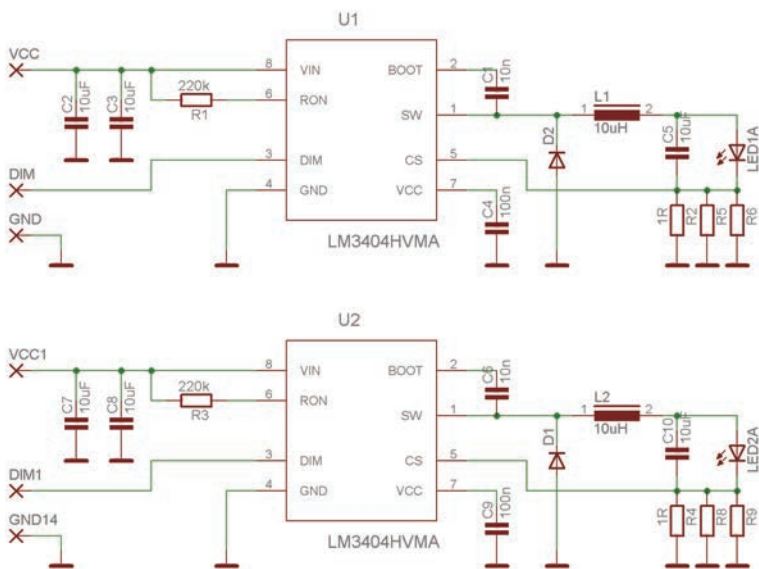 U1
VCC
C2
10uF
C3
10uF
220k
R1
8 VIN
6 RON
3 DIM
4 GND
BOOT 2
SW 1
CS 5
VCC 7
C1
10n
C4
100n
D2
1 L1 2
10uH
C5
10uF
LED1A
1R
R2
R5
R6
DIM
GND
LM3404HVMA
U2
VCC1
C7
10uF
C8
10uF
220k
R3
8 VIN
6 RON
3 DIM
4 GND
BOOT 2
SW 1
CS 5
VCC 7
C6
10n
C9
100n
D1
1 L2 2
10uH
C10
10uF
LED2A
1R
R4
R8
R9
DIM1
GND14
LM3404HVMA